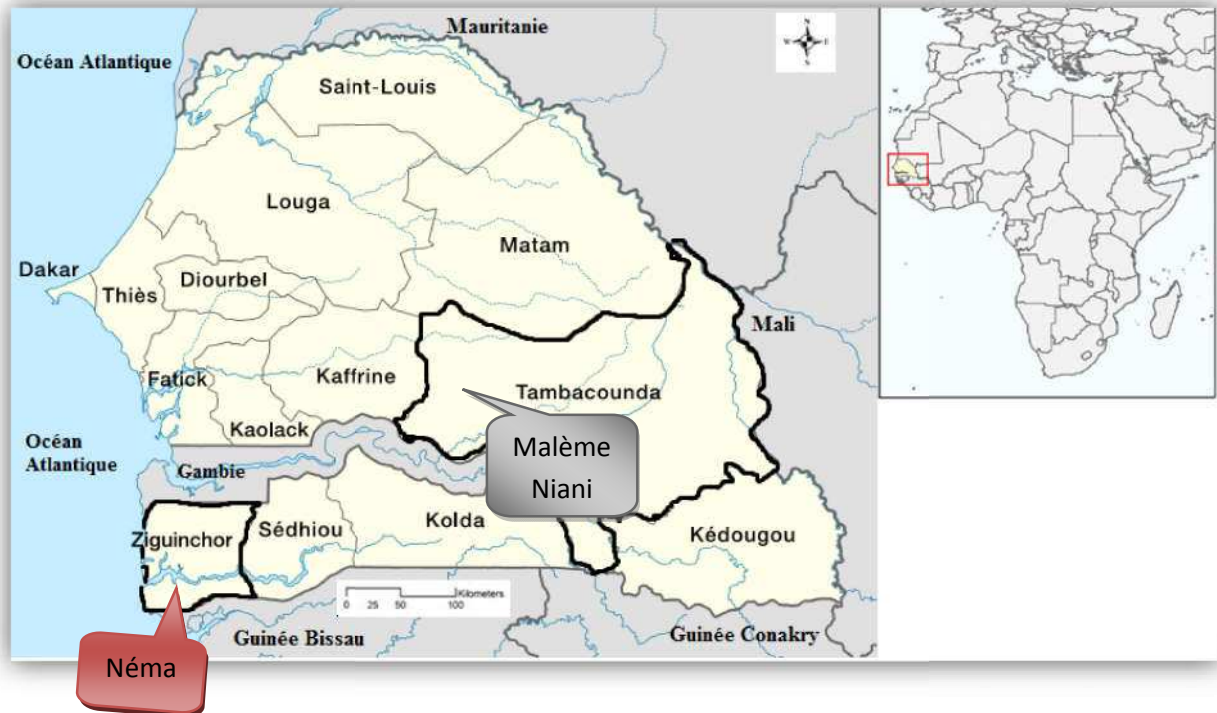 Mauritanie
Océan Atlantique
N
W E
S
Saint-Louis
Louga
Matam
Dakar
Thiès
Diourbel
Mali
Fatick
Kaffrine
Tambacounda
Kaolack
Océan
Atlantique
Malème
Niani
Gambie
Ziguinchor
Sédhiou
Kolda
Kédougou
0 25 50 100 Kilometers
Guinée Bissau
Guinée Conakry
Néma